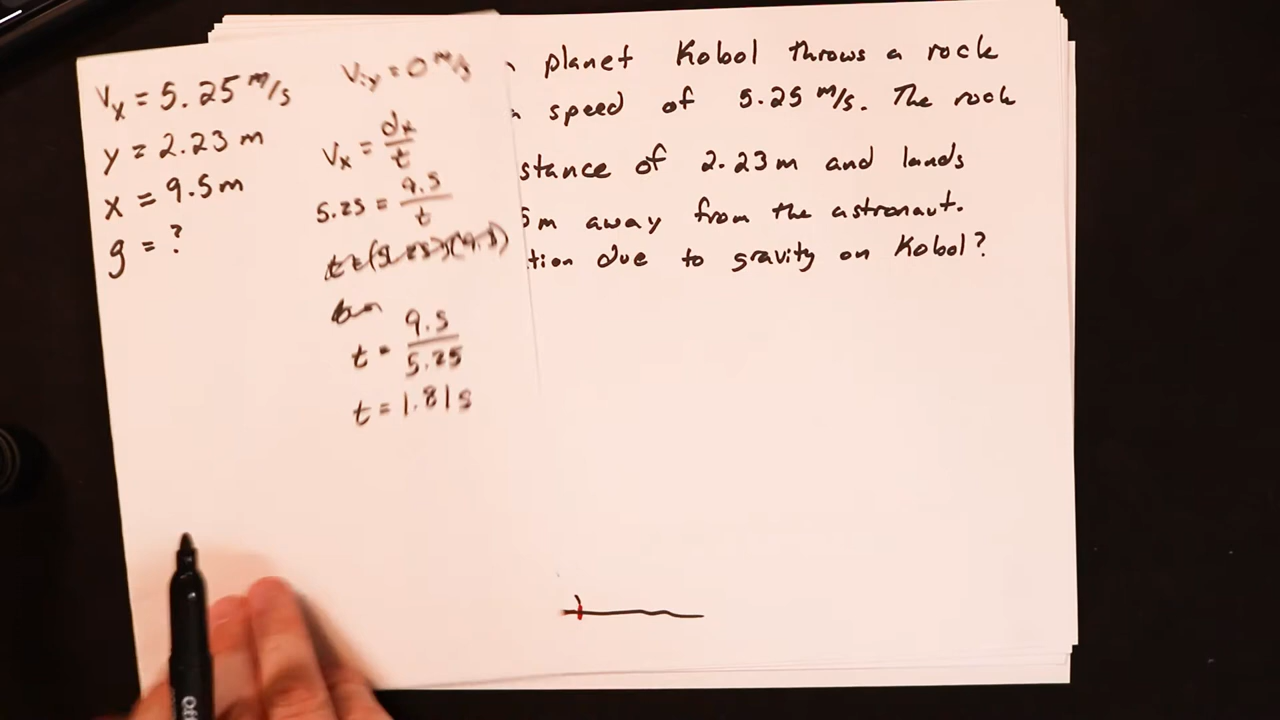 Vx = 5.25 m/s
y = 2.23 m
x = 9.5 m
g = ?
Viy = 0 m/s
Vx = dx/t
5.25 = 9.5/t
t = 9.5/5.25
t = 1.81 s
planet Kobol throws a rock
speed of 5.25 m/s. The rock
stance of 2.23 m and lands
m away from the astronaut.
tion due to gravity on Kobol?